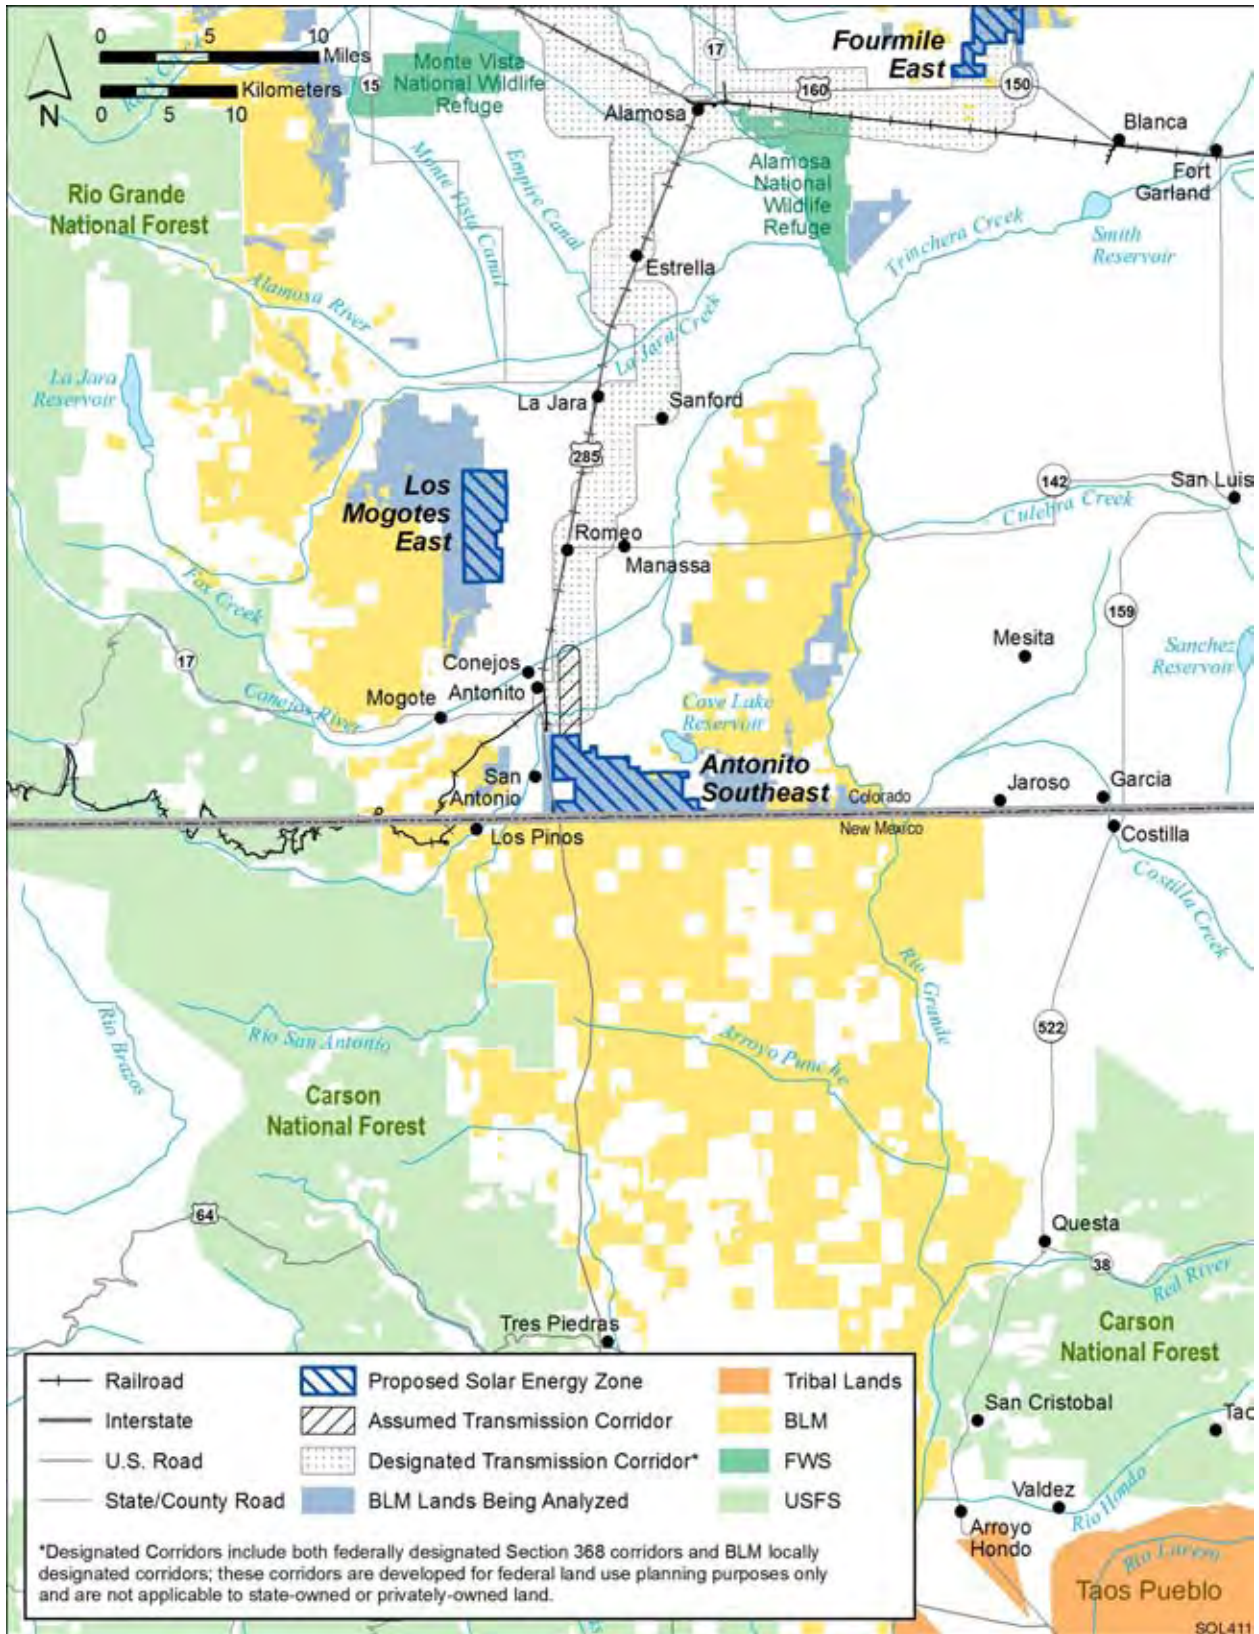 0 5 10
Miles
Kilometers
0 5 10
N
Rock Creek
15
Monte Vista
National Wildlife
Refuge
17
Fourmile
East
160
150
Alamosa
Blanca
Fort
Garland
Alamosa
National
Wildlife
Refuge
Smith
Reservoir
Trinchera Creek
Rio Grande
National Forest
Monte Vista Canal
Empire Canal
Estrella
Alamosa River
La Jara Creek
La Jara
Reservoir
La Jara
Sanford
285
Los
Mogotes
East
142
San Luis
Culebra Creek
Romeo
Manassa
Fox Creek
159
Mesita
Sanchez
Reservoir
17
Conejos
Antonito
Mogote
Conejos River
Cove Lake
Reservoir
San
Antonio
Antonito
Southeast
Jaroso
Garcia
Colorado
New Mexico
Los Pinos
Costilla
Costilla Creek
Rio Grande
Rio Brazos
Rio San Antonio
522
Arroyo Punche
Carson
National Forest
64
Questa
38
Red River
Tres Piedras
Carson
National Forest
Railroad
Interstate
U.S. Road
State/County Road
Proposed Solar Energy Zone
Assumed Transmission Corridor
Designated Transmission Corridor*
BLM Lands Being Analyzed
Tribal Lands
BLM
FWS
USFS
*Designated Corridors include both federally designated Section 368 corridors and BLM locally
designated corridors; these corridors are developed for federal land use planning purposes only
and are not applicable to state-owned or privately-owned land.
San Cristobal
Tao
Valdez
Rio Hondo
Arroyo
Hondo
Rio Lucero
Taos Pueblo
SOL411